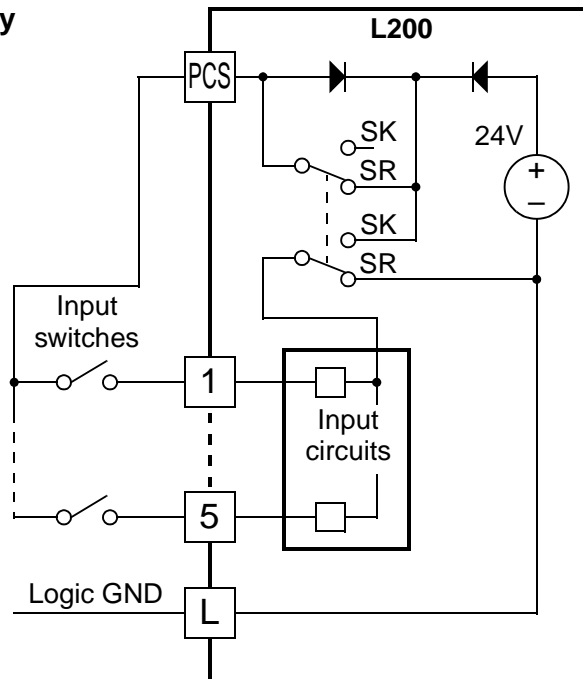 y
L200
PCS
SK
24V
SR
+
–
SK
SR
Input
switches
1
Input
circuits
5
Logic GND
L